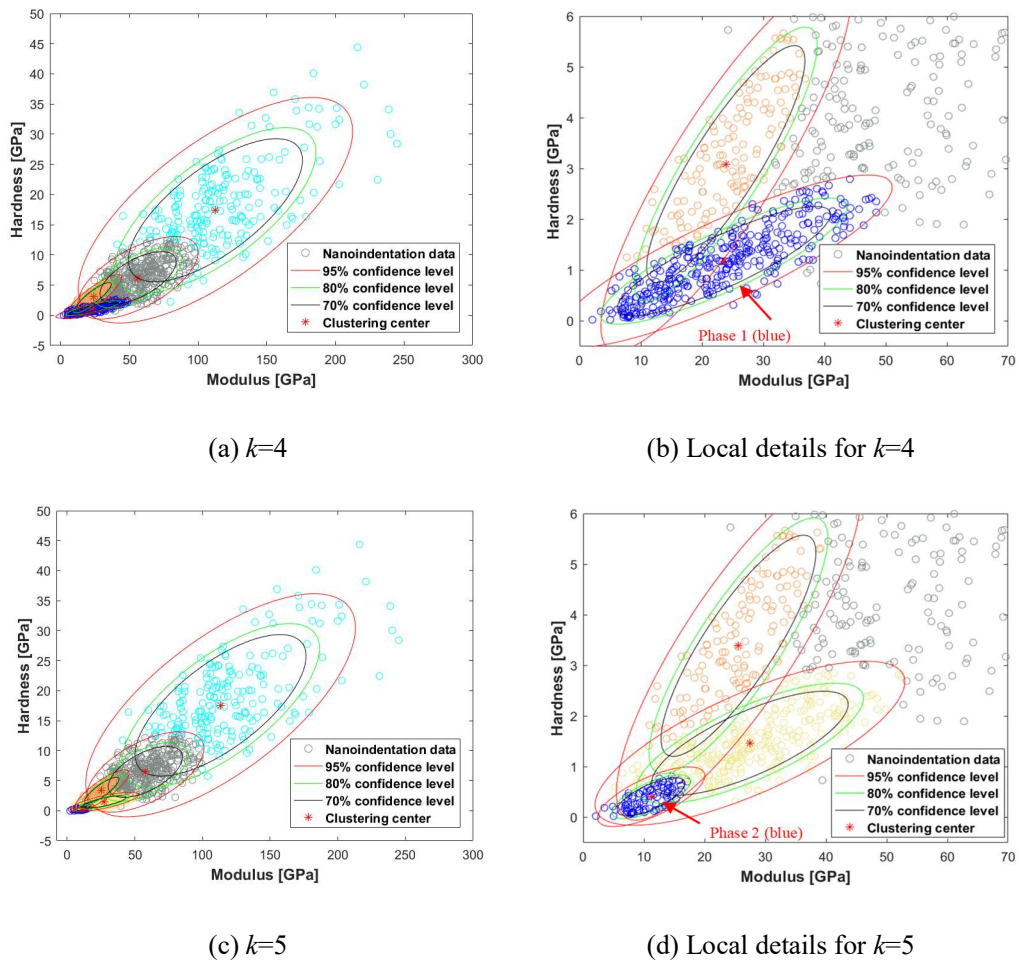 50
45
40
35
30
25
20
15
10
5
0
-5
Hardness [GPa]
0 50 100 150 200 250 300
Modulus [GPa]
Nanoindentation data
95% confidence level
80% confidence level
70% confidence level
Clustering center
6
5
4
3
2
1
0
Hardness [GPa]
0 10 20 30 40 50 60 70
Modulus [GPa]
Nanoindentation data
95% confidence level
80% confidence level
70% confidence level
Clustering center
Phase 1 (blue)
(a) k=4
(b) Local details for k=4
50
45
40
35
30
25
20
15
10
5
0
-5
Hardness [GPa]
0 50 100 150 200 250 300
Modulus [GPa]
Nanoindentation data
95% confidence level
80% confidence level
70% confidence level
Clustering center
6
5
4
3
2
1
0
Hardness [GPa]
0 10 20 30 40 50 60 70
Modulus [GPa]
Nanoindentation data
95% confidence level
80% confidence level
70% confidence level
Clustering center
Phase 2 (blue)
(c) k=5
(d) Local details for k=5